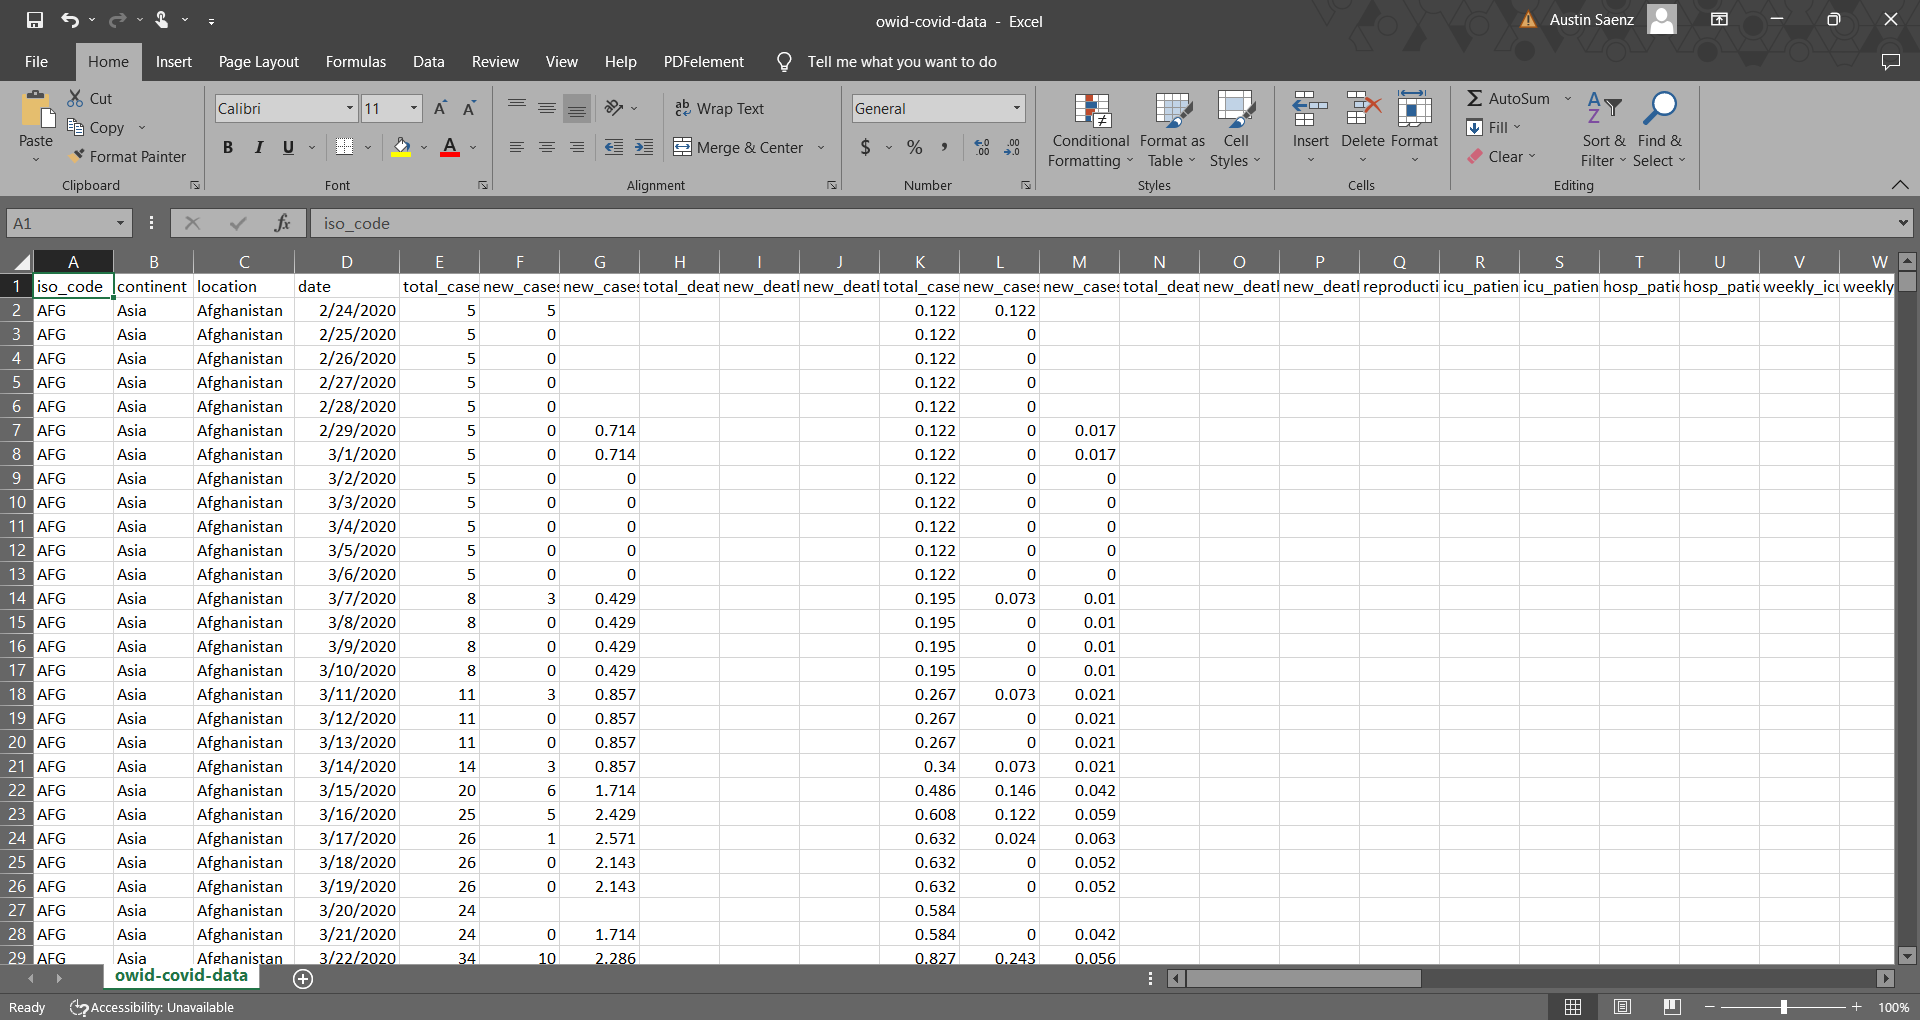 owid-covid-data - Excel
Austin Saenz
File Home Insert Page Layout Formulas Data Review View Help PDFelement Tell me what you want to do
Paste
Cut
Copy
Format Painter
Clipboard
Calibri 11
B I U
Font
Wrap Text
Merge & Center
Alignment
General
$ % ,
Number
Conditional Formatting
Format as Table
Cell Styles
Styles
Insert
Delete
Format
Cells
AutoSum
Fill
Clear
Sort & Filter
Find & Select
Editing
A1 fx iso_code
A B C D E F G H I J K L M N O P Q R S T U V W
1 iso_code continent location date total_case new_case new_case total_deat new_deatl new_deatl total_case new_case new_case total_deat new_deatl new_deatl reproducti icu_patien icu_patien hosp_patie hosp_patie weekly_icu weekly
2 AFG Asia Afghanistan 2/24/2020 5 5 0.122 0.122
3 AFG Asia Afghanistan 2/25/2020 5 0 0.122 0
4 AFG Asia Afghanistan 2/26/2020 5 0 0.122 0
5 AFG Asia Afghanistan 2/27/2020 5 0 0.122 0
6 AFG Asia Afghanistan 2/28/2020 5 0 0.122 0
7 AFG Asia Afghanistan 2/29/2020 5 0 0.714 0.122 0 0.017
8 AFG Asia Afghanistan 3/1/2020 5 0 0.714 0.122 0 0.017
9 AFG Asia Afghanistan 3/2/2020 5 0 0 0.122 0 0
10 AFG Asia Afghanistan 3/3/2020 5 0 0 0.122 0 0
11 AFG Asia Afghanistan 3/4/2020 5 0 0 0.122 0 0
12 AFG Asia Afghanistan 3/5/2020 5 0 0 0.122 0 0
13 AFG Asia Afghanistan 3/6/2020 5 0 0 0.122 0 0
14 AFG Asia Afghanistan 3/7/2020 8 3 0.429 0.195 0.073 0.01
15 AFG Asia Afghanistan 3/8/2020 8 0 0.429 0.195 0 0.01
16 AFG Asia Afghanistan 3/9/2020 8 0 0.429 0.195 0 0.01
17 AFG Asia Afghanistan 3/10/2020 8 0 0.429 0.195 0 0.01
18 AFG Asia Afghanistan 3/11/2020 11 3 0.857 0.267 0.073 0.021
19 AFG Asia Afghanistan 3/12/2020 11 0 0.857 0.267 0 0.021
20 AFG Asia Afghanistan 3/13/2020 11 0 0.857 0.267 0 0.021
21 AFG Asia Afghanistan 3/14/2020 14 3 0.857 0.34 0.073 0.021
22 AFG Asia Afghanistan 3/15/2020 20 6 1.714 0.486 0.146 0.042
23 AFG Asia Afghanistan 3/16/2020 25 5 2.429 0.608 0.122 0.059
24 AFG Asia Afghanistan 3/17/2020 26 1 2.571 0.632 0.024 0.063
25 AFG Asia Afghanistan 3/18/2020 26 0 2.143 0.632 0 0.052
26 AFG Asia Afghanistan 3/19/2020 26 0 2.143 0.632 0 0.052
27 AFG Asia Afghanistan 3/20/2020 24 0.584
28 AFG Asia Afghanistan 3/21/2020 24 0 1.714 0.584 0 0.042
29 AFG Asia Afghanistan 3/22/2020 34 10 2.286 0.827 0.243 0.056
owid-covid-data
Ready Accessibility: Unavailable 100%